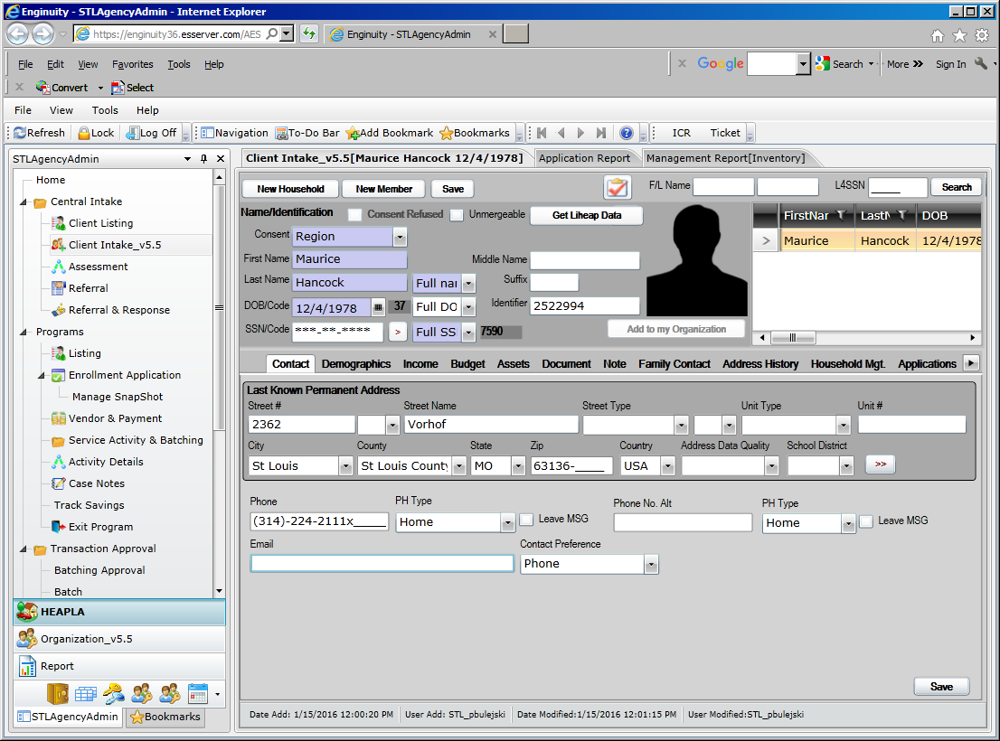 Enginuity - STLAgencyAdmin - Internet Explorer
https://enginuity36.esserver.com/AES
Enginuity - STLAgencyAdmin
File Edit View Favorites Tools Help
Google Search More Sign In
Convert Select
File View Tools Help
Refresh Lock Log Off Navigation To-Do Bar Add Bookmark Bookmarks ICR Ticket
STLAgencyAdmin
Client Intake_v5.5[Maurice Hancock 12/4/1978] Application Report Management Report[Inventory]
Home
Central Intake
Client Listing
Client Intake_v5.5
Assessment
Referral
Referral & Response
Programs
Listing
Enrollment Application
Manage SnapShot
Vendor & Payment
Service Activity & Batching
Activity Details
Case Notes
Track Savings
Exit Program
Transaction Approval
Batching Approval
Batch
HEAPLA
Organization_v5.5
Report
STLAgencyAdmin Bookmarks
New Household New Member Save F/L Name L4SSN _____ Search
Name/Identification Consent Refused Unmergeable Get Liheap Data
Consent Region
First Name Maurice Middle Name
Last Name Hancock Full nar Suffix
DOB/Code 12/4/1978 37 Full DO Identifier 2522994
SSN/Code ***-**-**** > Full SS 7590 Add to my Organization
FirstNar LastN DOB
> Maurice Hancock 12/4/1978
Contact Demographics Income Budget Assets Document Note Family Contact Address History Household Mgt. Applications
Last Known Permanent Address
Street # Street Name Street Type Unit Type Unit #
2362 Vorhof
City County State Zip Country Address Data Quality School District
St Louis St Louis County MO 63136-____ USA >>
Phone PH Type Phone No. Alt PH Type
(314)-224-2111x_____ Home Leave MSG Home Leave MSG
Email Contact Preference
Phone
Save
Date Add: 1/15/2016 12:00:20 PM User Add: STL_pbulejski Date Modified:1/15/2016 12:01:15 PM User Modified:STL_pbulejski